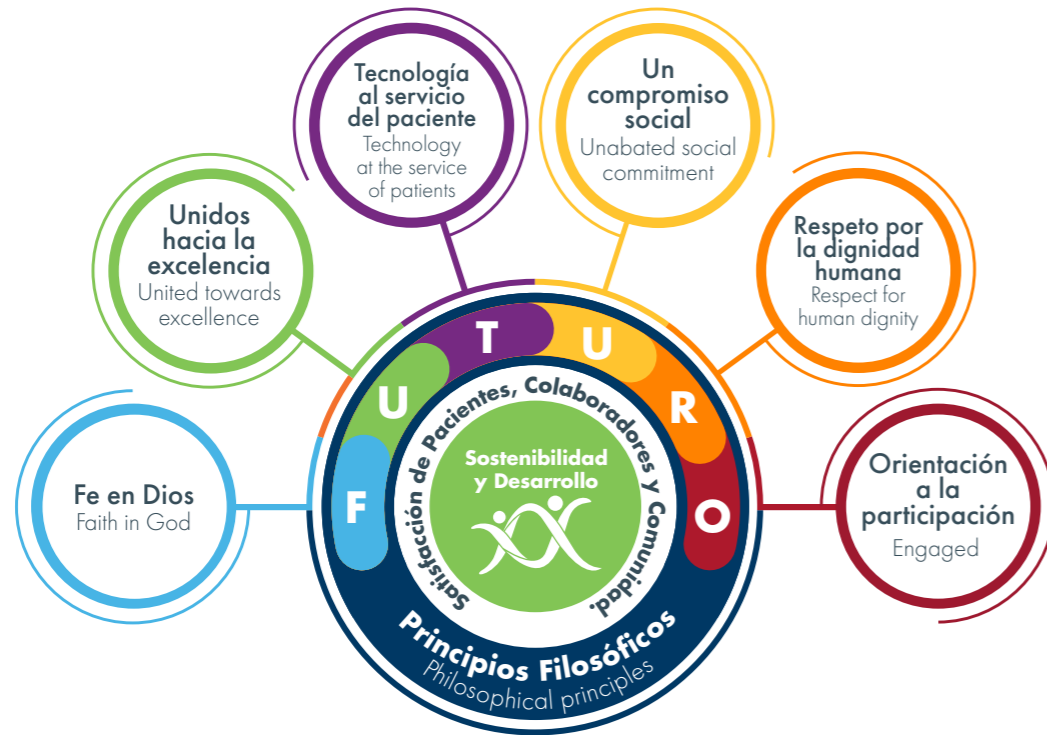 Tecnología
al servicio
del paciente
Technology
at the service
of patients
Un
compromiso
social
Unabated social
commitment
Unidos
hacia la
excelencia
United towards
excellence
Respeto por
la dignidad
humana
Respect for
human dignity
Fe en Dios
Faith in God
Orientación
a la
participación
Engaged
F U T U R O
Satisfacción de Pacientes, Colaboradores y Comunidad.
Sostenibilidad
y Desarrollo
Principios Filosóficos
Philosophical principles